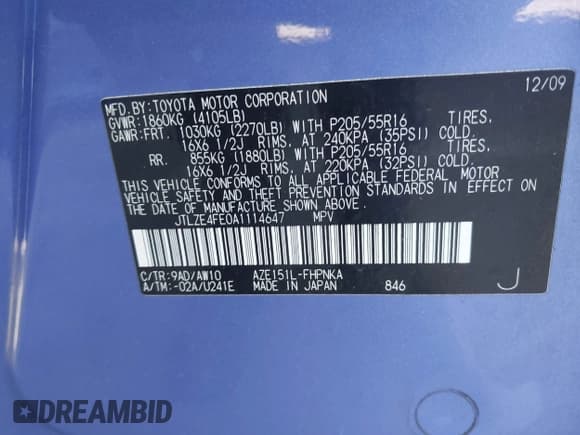 12/09
MFD.BY:TOYOTA MOTOR CORPORATION
GVWR:1860KG (4105LB)
GAWR:FRT. 1030KG (2270LB) WITH P205/55R16 TIRES,
16X6 1/2J RIMS, AT 240KPA (35PSI) COLD.
RR. 855KG (1880LB) WITH P205/55R16 TIRES,
16X6 1/2J RIMS, AT 220KPA (32PSI) COLD.
THIS VEHICLE CONFORMS TO ALL APPLICABLE FEDERAL MOTOR
VEHICLE SAFETY AND THEFT PREVENTION STANDARDS IN EFFECT ON
THE DATE OF MANUFACTURE SHOWN ABOVE.
JTLZE4FE0A1114647 MPV
C/TR:9AD/AW10 AZE151L-FHPNKA
A/TM:-02A/U241E MADE IN JAPAN 846 J
DREAMBID